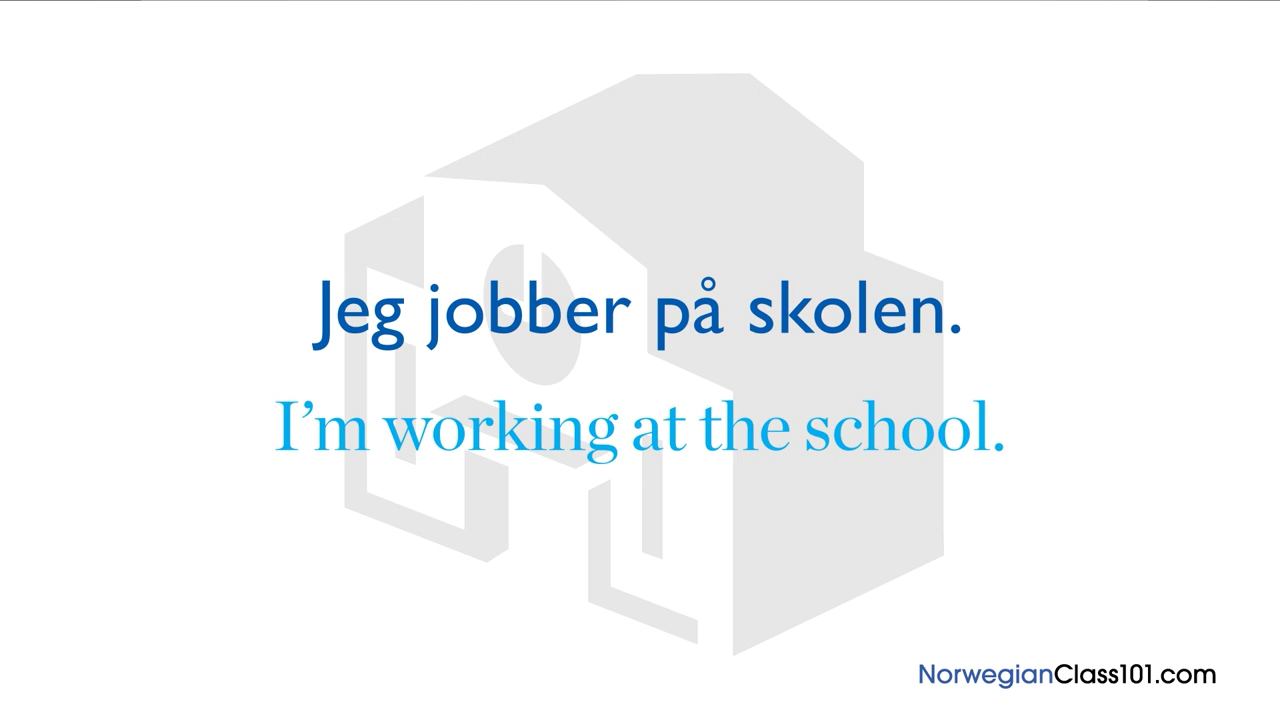 Jeg jobber på skolen.
I’m working at the school.
NorwegianClass101.com